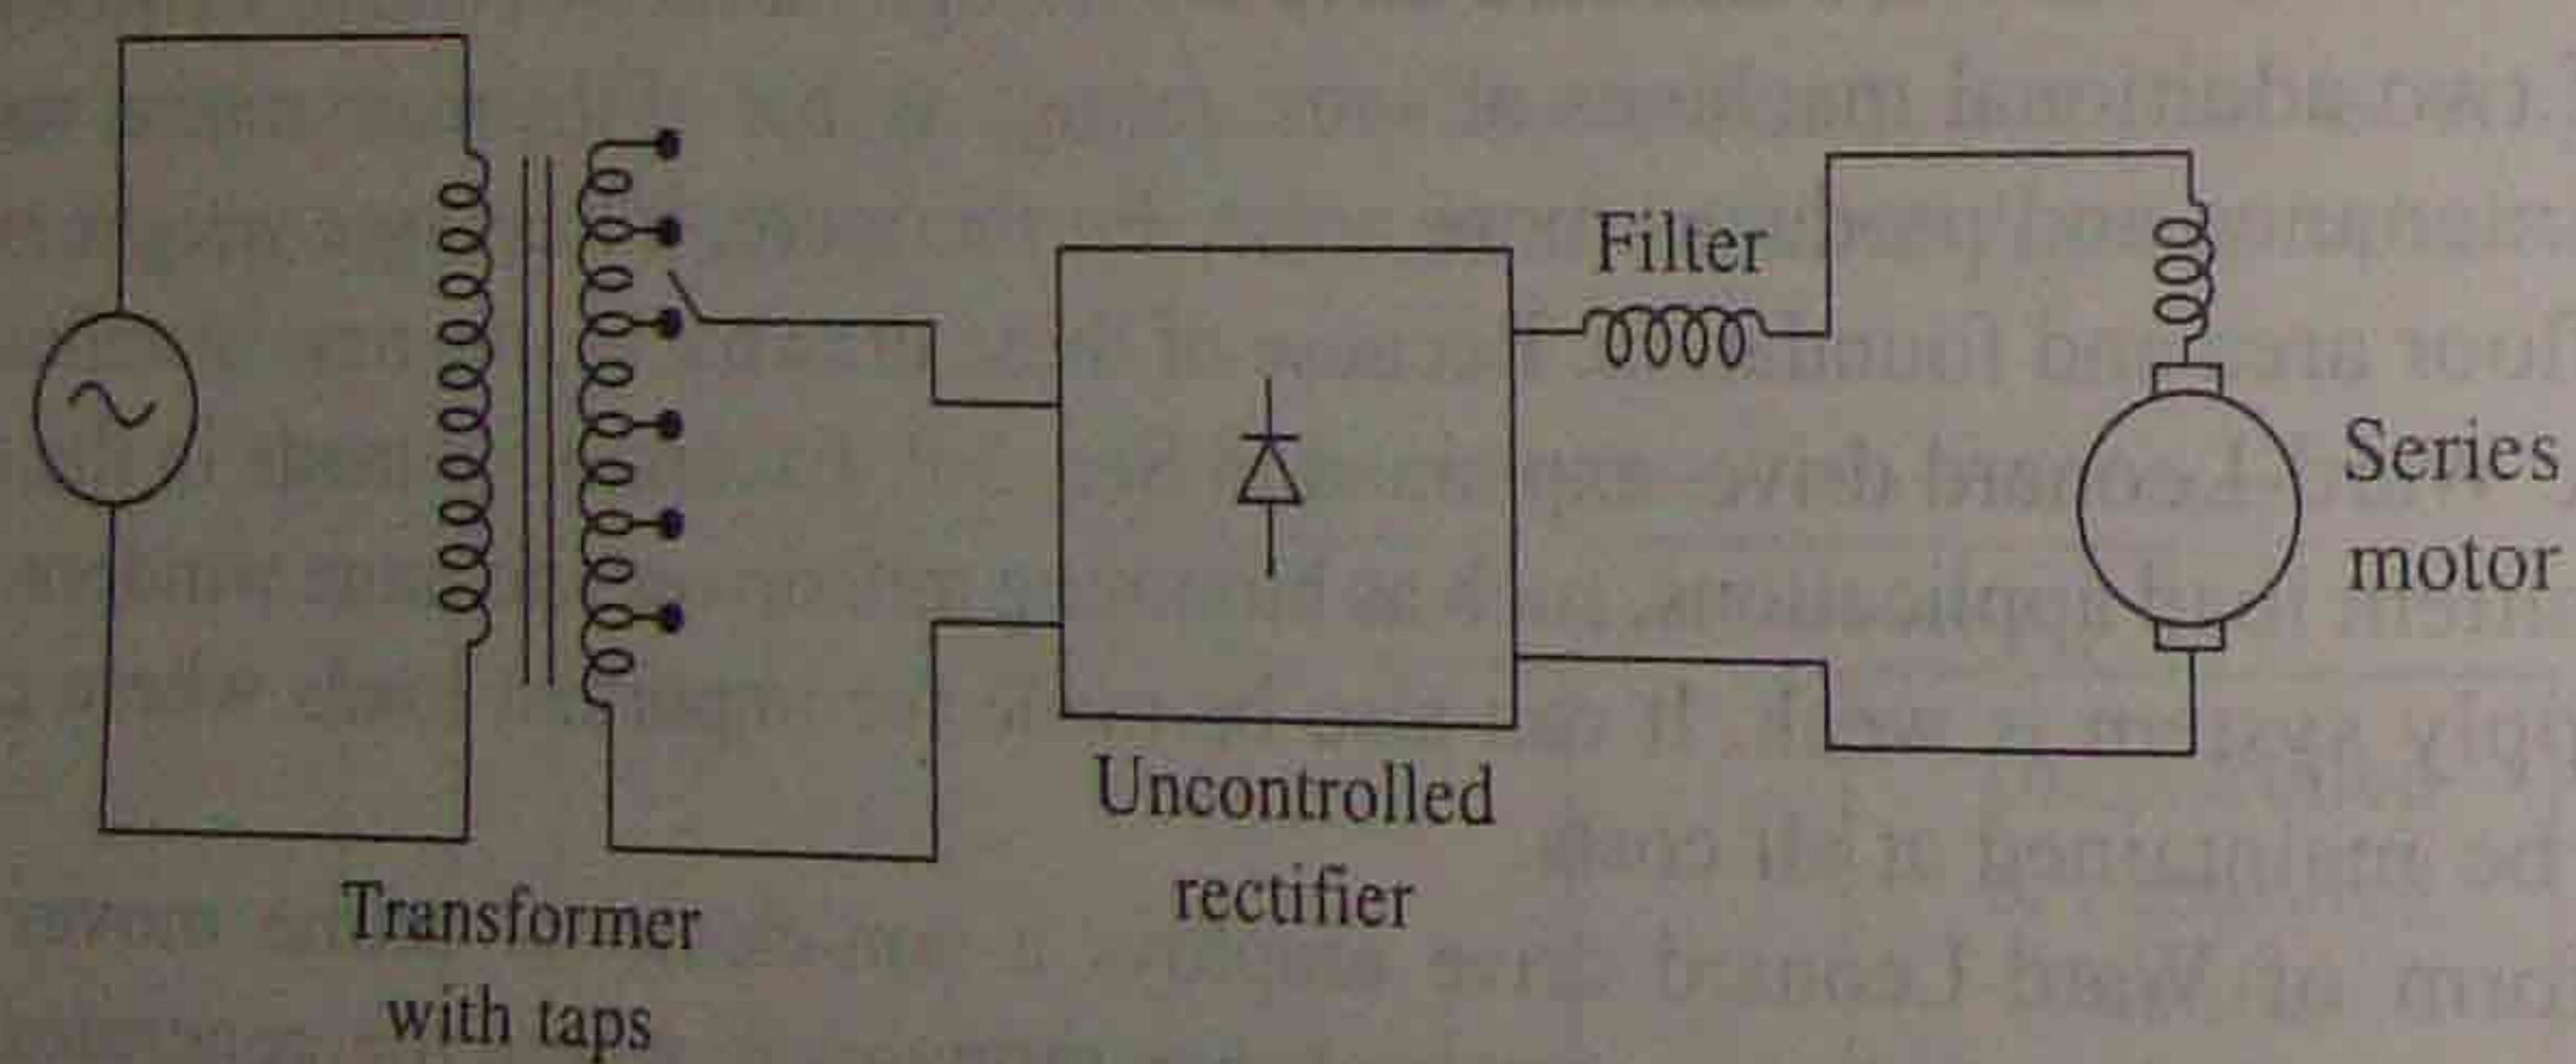 Filter
Series
motor
Uncontrolled
rectifier
Transformer
with taps